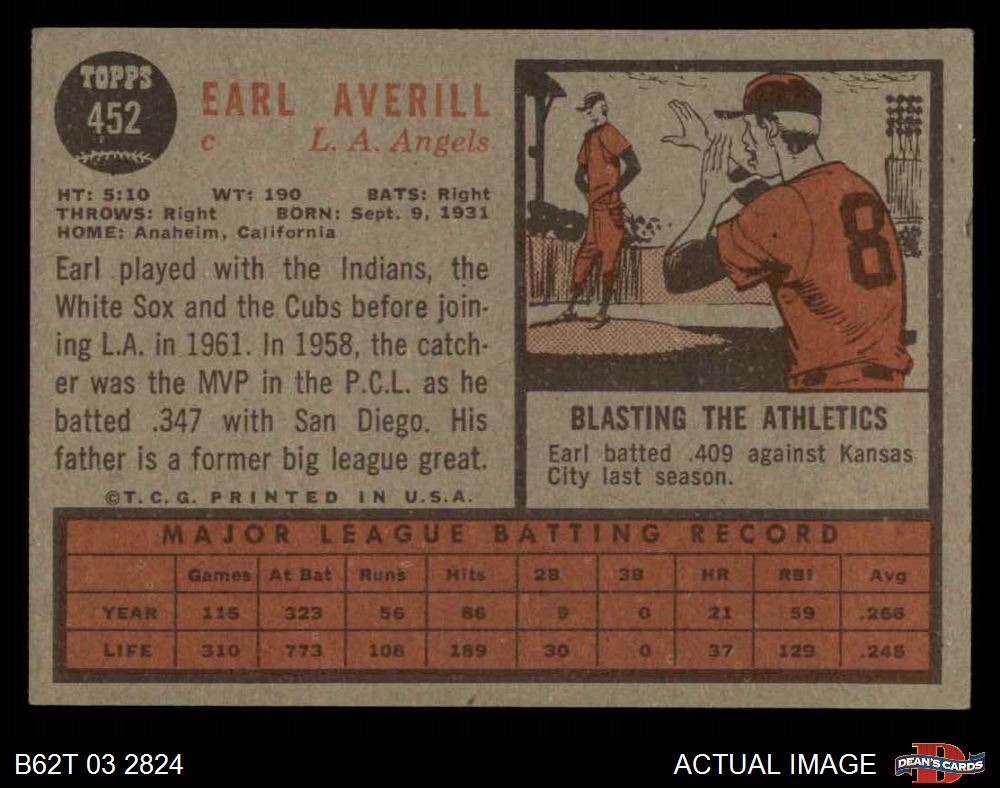 TOPPS
452
EARL AVERILL
C L. A. Angels
HT: 5:10 WT: 190 BATS: Right
THROWS: Right BORN: Sept. 9, 1931
HOME: Anaheim, California
Earl played with the Indians, the
White Sox and the Cubs before join-
ing L.A. in 1961. In 1958, the catch-
er was the MVP in the P.C.L. as he
batted .347 with San Diego. His
father is a former big league great.
©T. C. G. PRINTED IN U.S.A.
8
BLASTING THE ATHLETICS
Earl batted .409 against Kansas
City last season.
MAJOR LEAGUE BATTING RECORD
Games At Bat Runs Hits 2B 3B HR RBI Avg
YEAR 115 323 56 86 9 0 21 59 .266
LIFE 310 773 108 189 30 0 37 129 .245
B62T 03 2824 ACTUAL IMAGE
D
DEAN'S CARDS